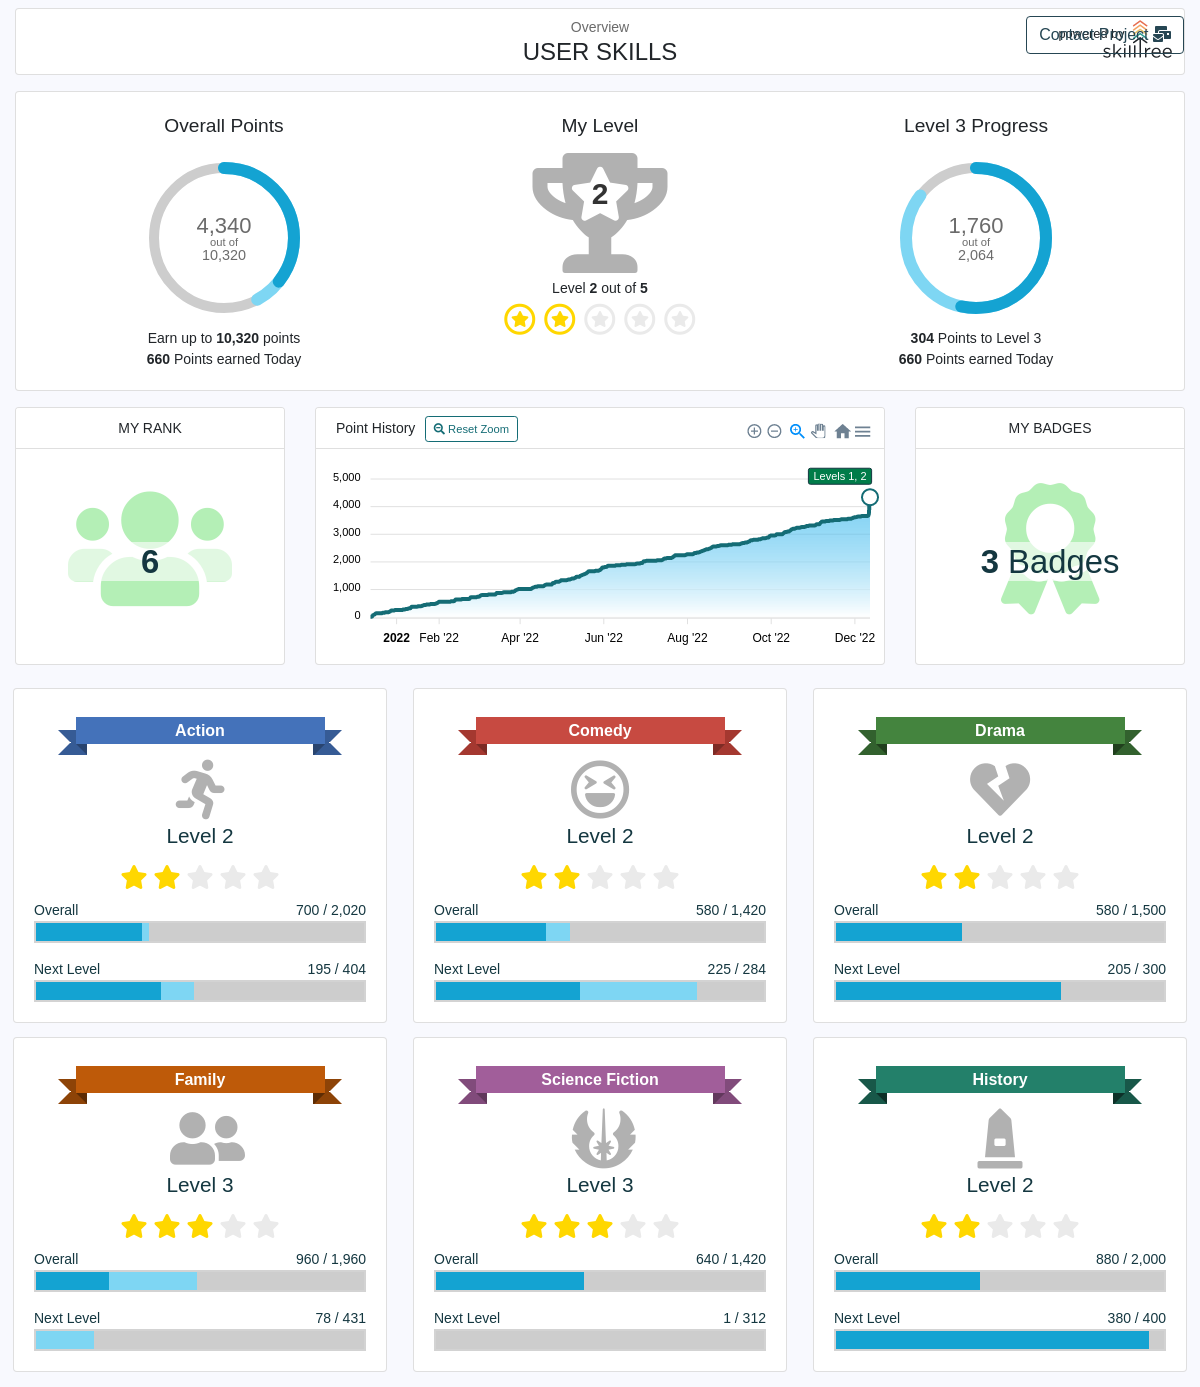 Overview
USER SKILLS
Contact Project
powered by
skilltree
Overall Points
4,340
out of
10,320
Earn up to 10,320 points
660 Points earned Today
My Level
2
Level 2 out of 5
Level 3 Progress
1,760
out of
2,064
304 Points to Level 3
660 Points earned Today
MY RANK
6
Point History
Reset Zoom
Levels 1, 2
5,000
4,000
3,000
2,000
1,000
0
2022 Feb '22 Apr '22 Jun '22 Aug '22 Oct '22 Dec '22
MY BADGES
3 Badges
Action
Level 2
Overall 700 / 2,020
Next Level 195 / 404
Comedy
Level 2
Overall 580 / 1,420
Next Level 225 / 284
Drama
Level 2
Overall 580 / 1,500
Next Level 205 / 300
Family
Level 3
Overall 960 / 1,960
Next Level 78 / 431
Science Fiction
Level 3
Overall 640 / 1,420
Next Level 1 / 312
History
Level 2
Overall 880 / 2,000
Next Level 380 / 400